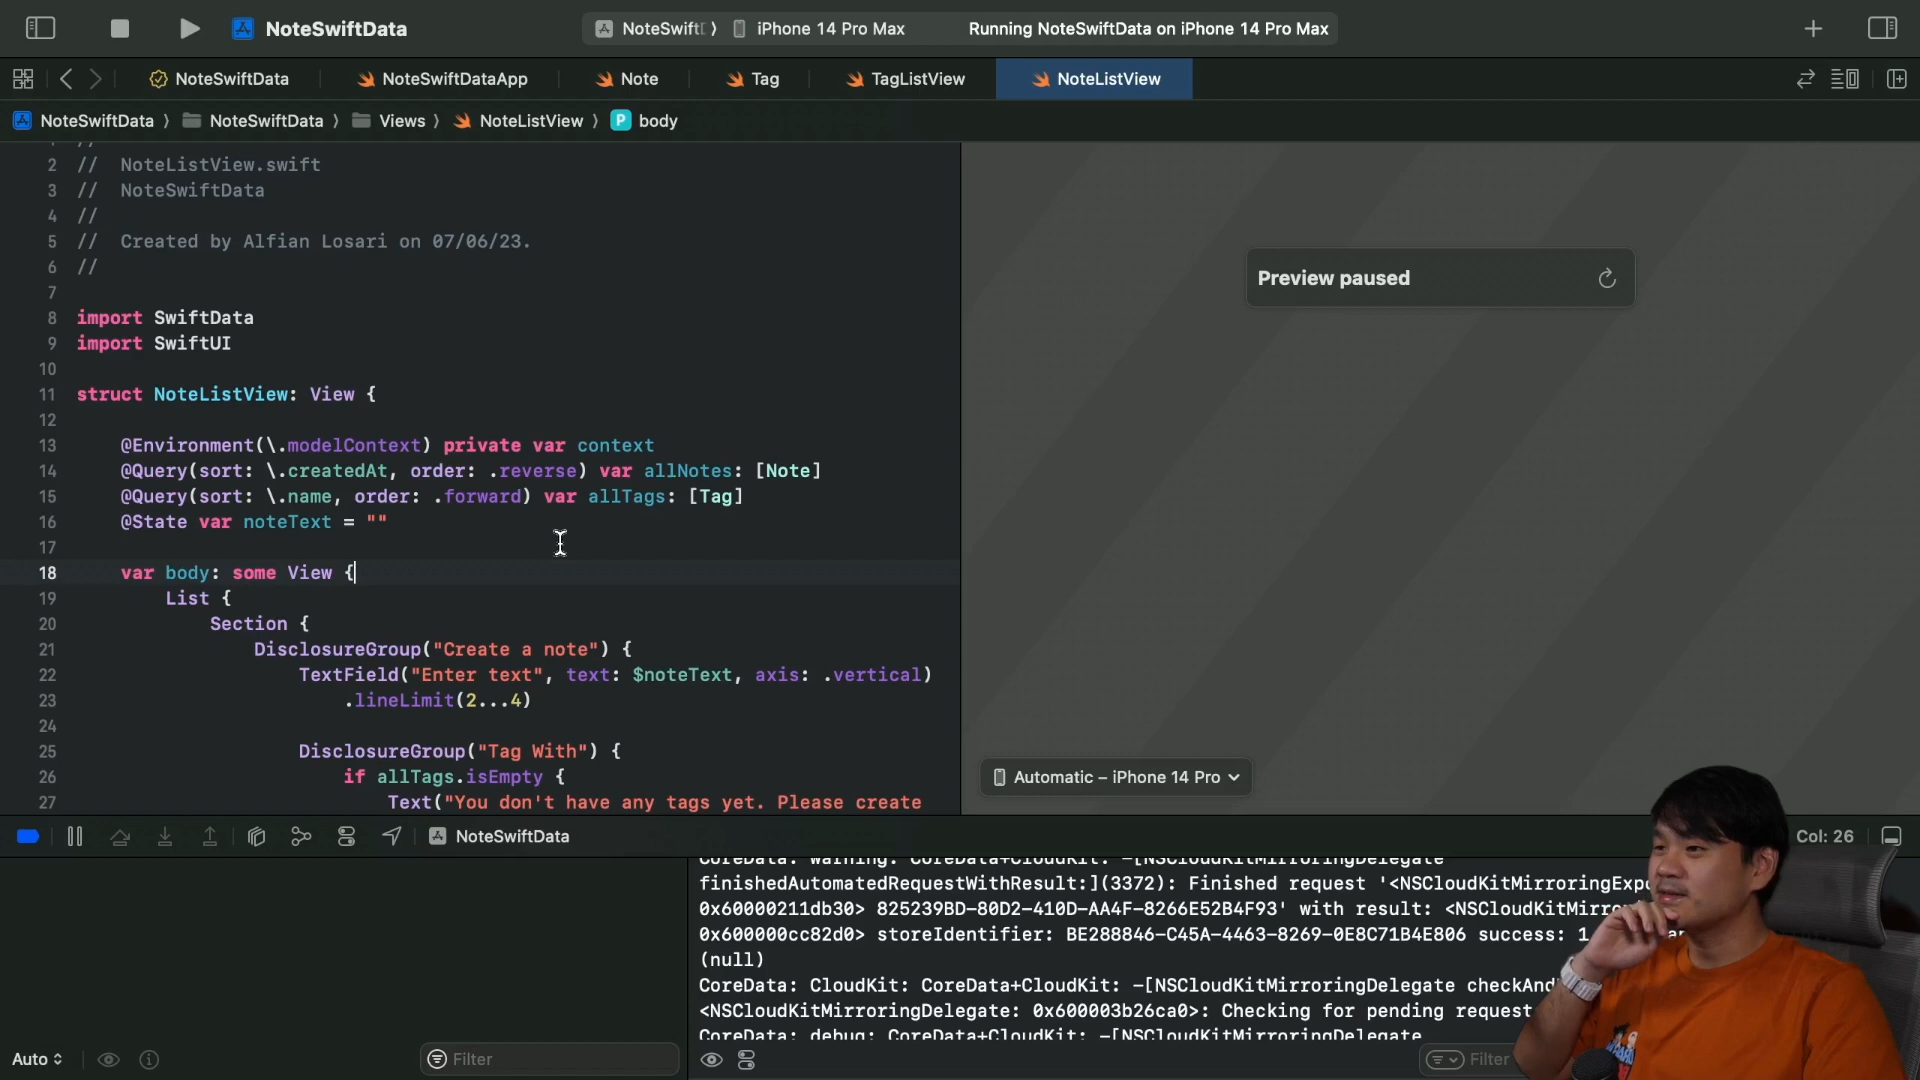 NoteSwiftData
NoteSwift
iPhone 14 Pro Max
Running NoteSwiftData on iPhone 14 Pro Max
NoteSwiftData
NoteSwiftDataApp
Note
Tag
TagListView
NoteListView
NoteSwiftData 〉 NoteSwiftData 〉 Views 〉 NoteListView 〉 P body
2 //  NoteListView.swift
3 //  NoteSwiftData
4 //
5 //  Created by Alfian Losari on 07/06/23.
6 //
7
8 import SwiftData
9 import SwiftUI
10
11 struct NoteListView: View {
12
13 @Environment(\.modelContext) private var context
14 @Query(sort: \.createdAt, order: .reverse) var allNotes: [Note]
15 @Query(sort: \.name, order: .forward) var allTags: [Tag]
16 @State var noteText = ""
17
18 var body: some View {
19 List {
20 Section {
21 DisclosureGroup("Create a note") {
22 TextField("Enter text", text: $noteText, axis: .vertical)
23 .lineLimit(2...4)
24
25 DisclosureGroup("Tag With") {
26 if allTags.isEmpty {
27 Text("You don't have any tags yet. Please create
Preview paused
Automatic – iPhone 14 Pro
NoteSwiftData
Col: 26
CoreData: warning: CoreData+CloudKit: -[NSCloudKitMirroringDelegate
finishedAutomatedRequestWithResult:](3372): Finished request '<NSCloudKitMirroringExpo
0x60000211db30> 825239BD-80D2-410D-AA4F-8266E52B4F93' with result: <NSCloudKitMirro
0x600000cc82d0> storeIdentifier: BE288846-C45A-4463-8269-0E8C71B4E806 success: 1
(null)
CoreData: CloudKit: CoreData+CloudKit: -[NSCloudKitMirroringDelegate checkAnd
<NSCloudKitMirroringDelegate: 0x600003b26ca0>: Checking for pending request
CoreData: debug: CoreData+CloudKit: -[NSCloudKitMirroringDelegate
Auto
Filter
Filter